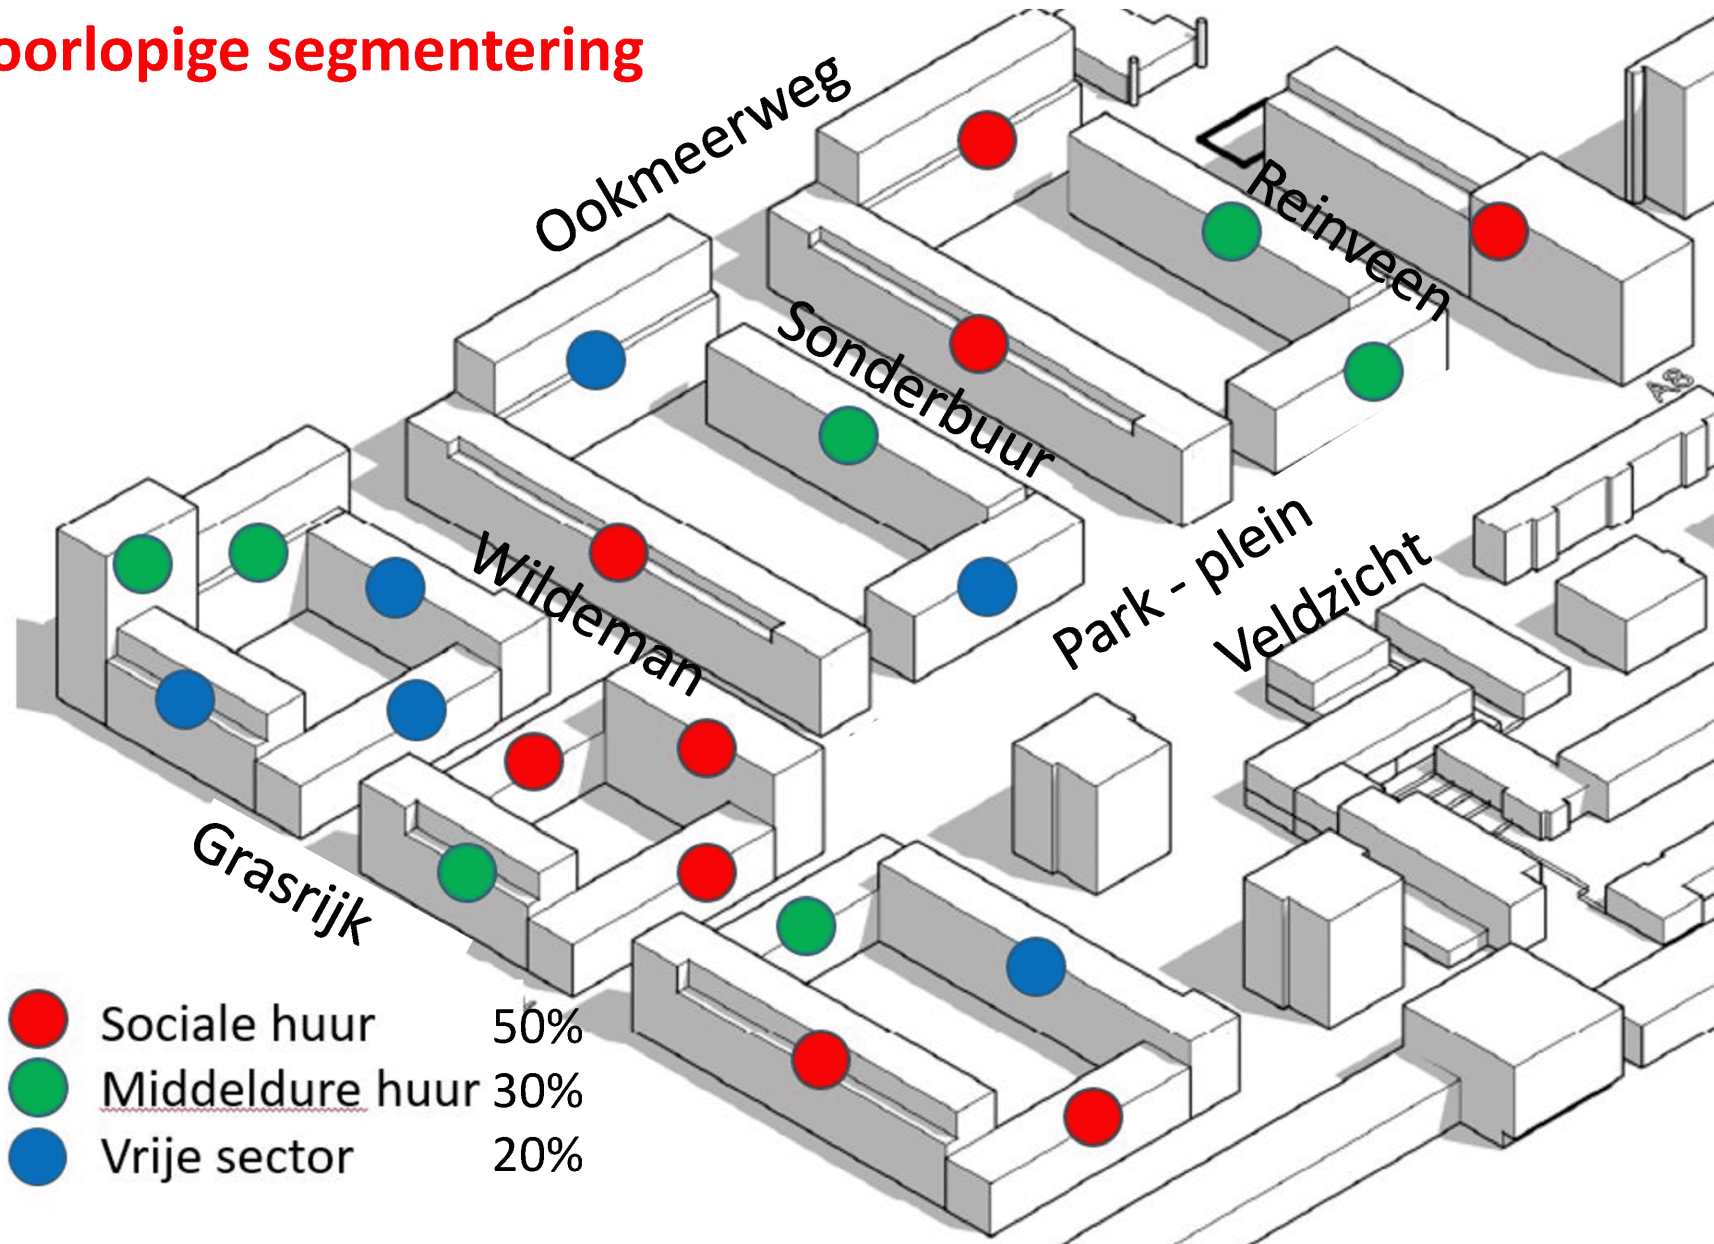 oorlopige segmentering
Ookmeerweg
Reinveen
Sonderbuur
A8
Wildeman
Park - plein
Veldzicht
Grasrijk
Sociale huur 50%
Middeldure huur 30%
Vrije sector 20%